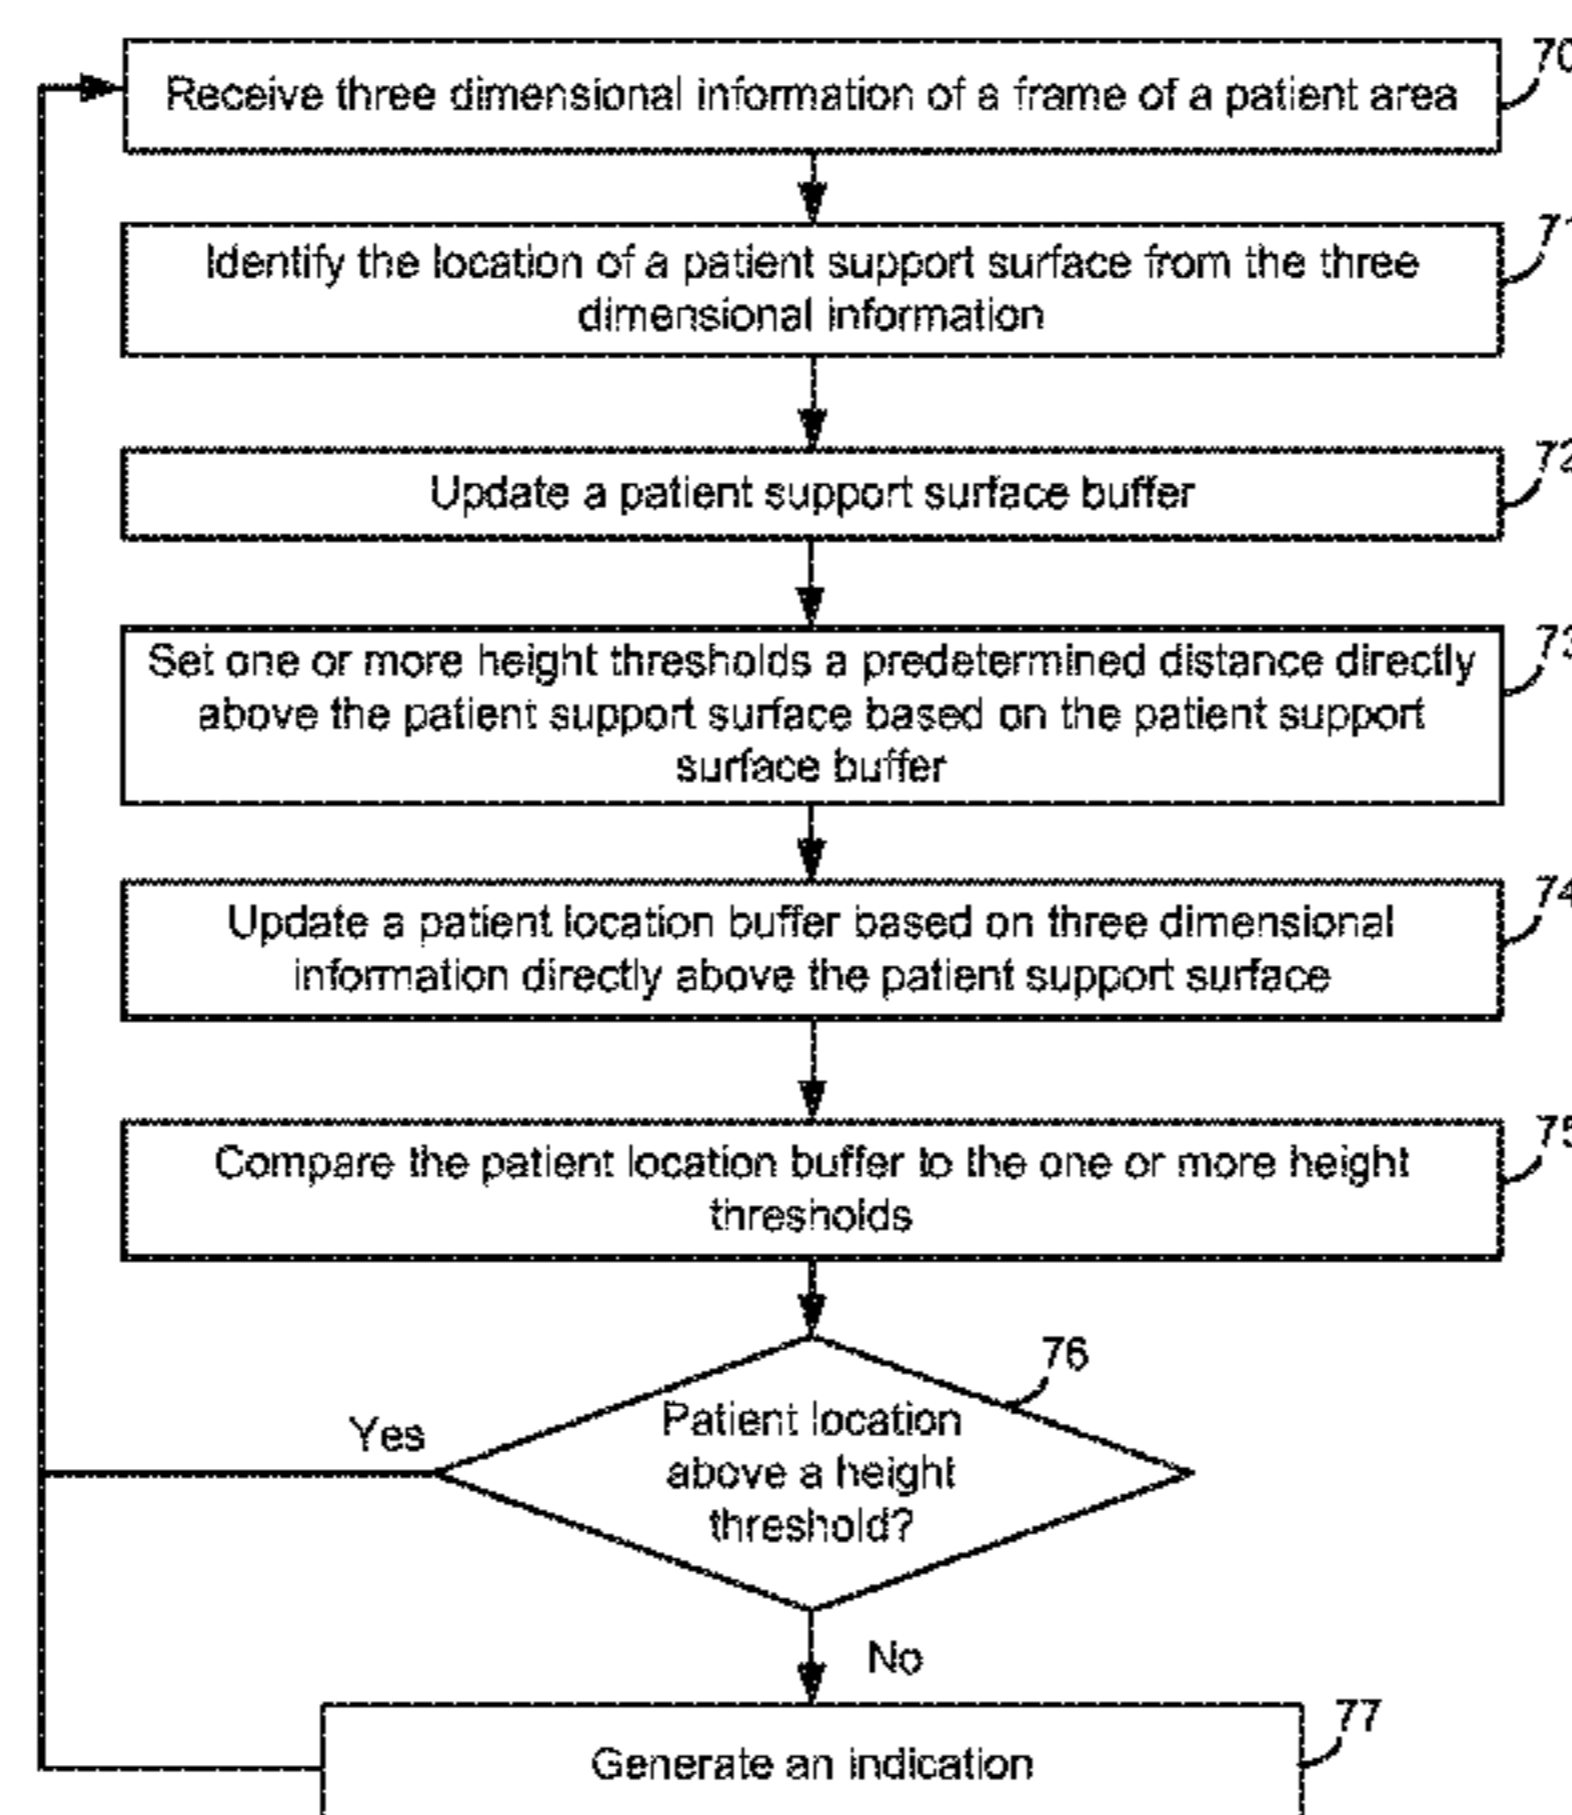 Receive three dimensional information of a frame of a patient area
70
Identify the location of a patient support surface from the three
dimensional information
71
Update a patient support surface buffer
72
Set one or more height thresholds a predetermined distance directly
above the patient support surface based on the patient support
surface buffer
73
Update a patient location buffer based on three dimensional
information directly above the patient support surface
74
Compare the patient location buffer to the one or more height
thresholds
75
76
Patient location
above a height
threshold?
Yes
No
77
Generate an indication